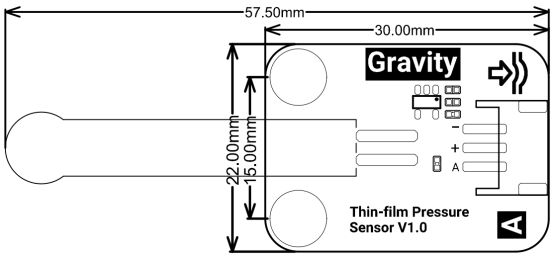 57.50mm
30.00mm
Gravity
22.00mm
15.00mm
−
+
A
Thin-film Pressure
Sensor V1.0
A